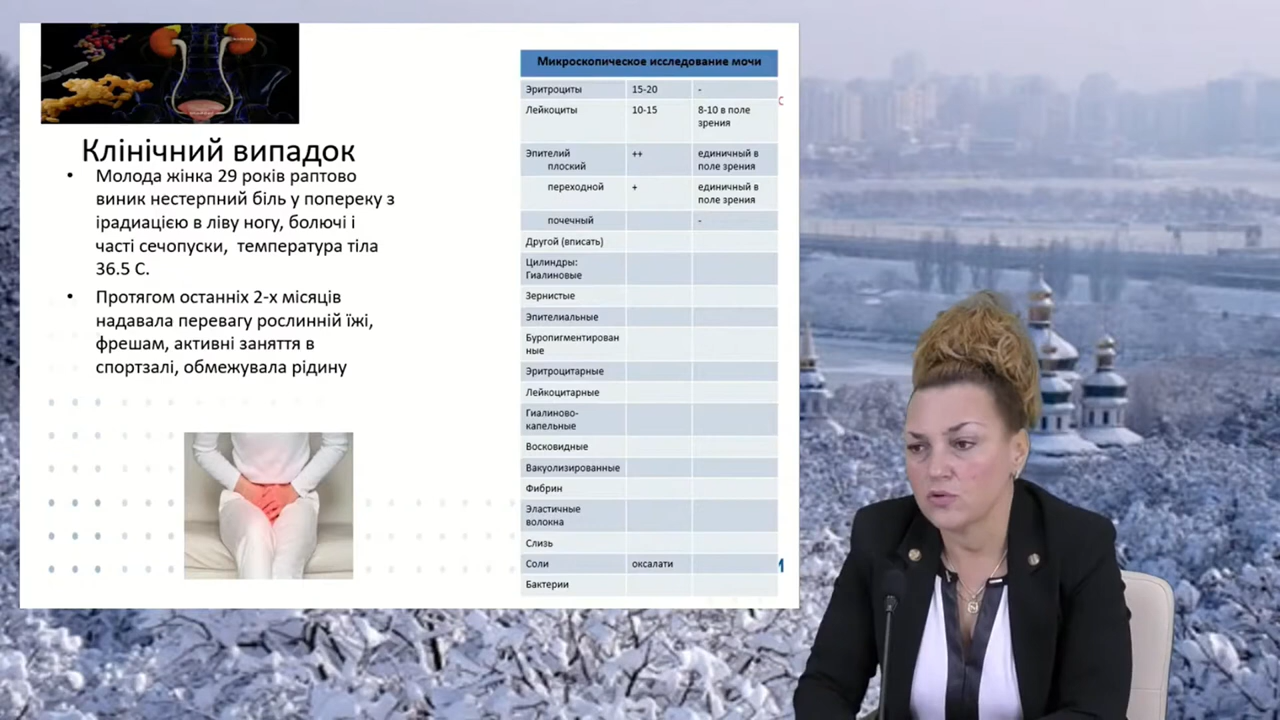 Клінічний випадок
• Молода жінка 29 років раптово
виник нестерпний біль у попереку з
ірадиацією в ліву ногу, болючі і
часті сечопуски, температура тіла
36.5 С.
• Протягом останніх 2-х місяців
надавала перевагу рослинній їжі,
фрешам, активні заняття в
спортзалі, обмежувала рідину
Микроскопическое исследование мочи
Эритроциты 15-20 -
Лейкоциты 10-15 8-10 в поле
зрения
Эпителий ++ единичный в
плоский поле зрения
переходной + единичный в
поле зрения
почечный -
Другой (вписать)
Цилиндры:
Гиалиновые
Зернистые
Эпителиальные
Буропигментирован
ные
Эритроцитарные
Лейкоцитарные
Гиалиново-
капельные
Восковидные
Вакуолизированные
Фибрин
Эластичные
волокна
Слизь
Соли оксалати
Бактерии